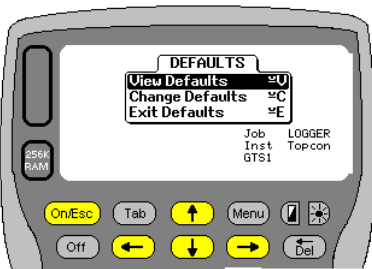 DEFAULTS
View Defaults ~V
Change Defaults ~C
Exit Defaults ~E
Job LOGGER
Inst Topcon
GTS1
256K
RAM
On/Esc Tab Menu
Off Del